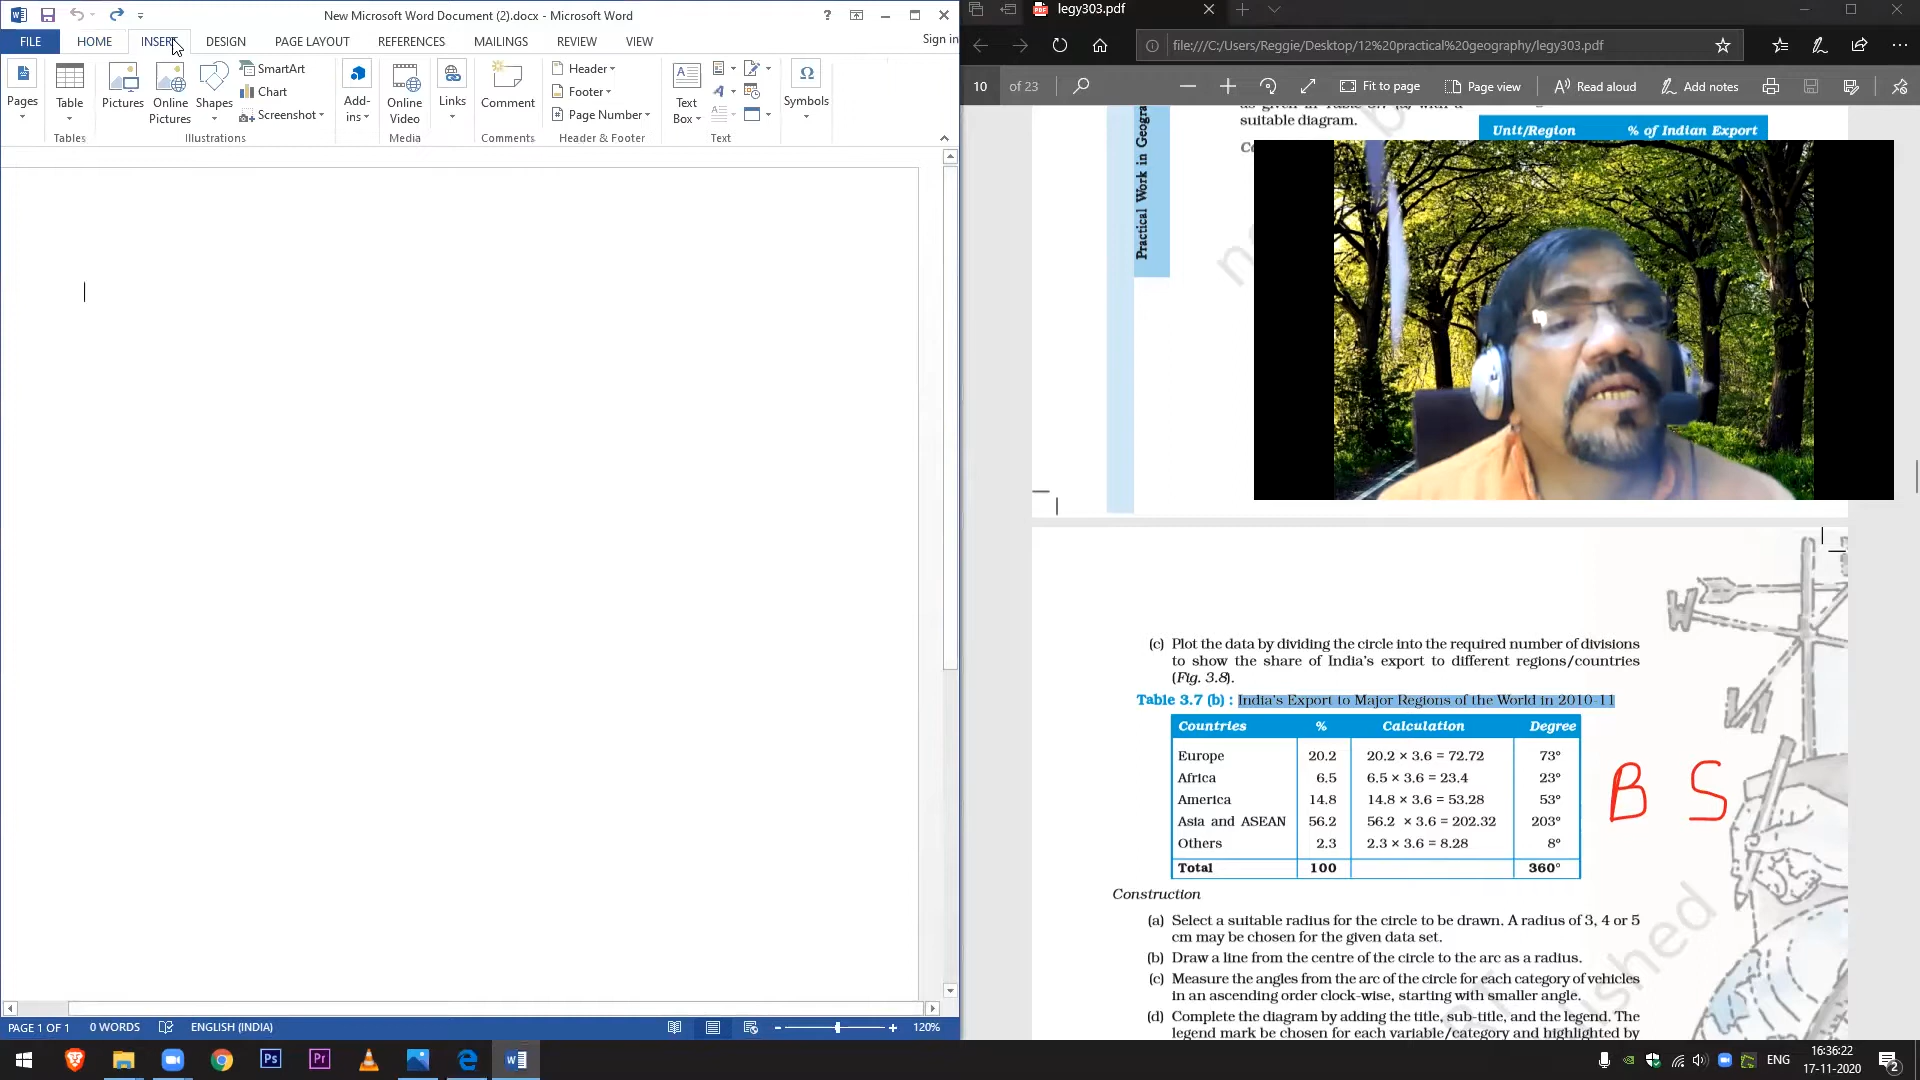 New Microsoft Word Document (2).docx - Microsoft Word
?
FILE HOME INSERT DESIGN PAGE LAYOUT REFERENCES MAILINGS REVIEW VIEW
Sign in
Pages
Table
Pictures
Online Pictures
Shapes
SmartArt
Chart
Screenshot
Add-ins
Online Video
Links
Comment
Header
Footer
Page Number
Text Box
Symbols
Tables Illustrations Media Comments Header & Footer Text
PAGE 1 OF 1 0 WORDS ENGLISH (INDIA)
120%
legy303.pdf
file:///C:/Users/Reggie/Desktop/12%20practical%20geography/legy303.pdf
10 of 23
Fit to page Page view Read aloud Add notes
suitable diagram.
Unit/Region % of Indian Export
Practical Work in Geogra
(c) Plot the data by dividing the circle into the required number of divisions
to show the share of India's export to different regions/countries
(Fig. 3.8).
Table 3.7 (b) : India's Export to Major Regions of the World in 2010-11
Countries % Calculation Degree
Europe 20.2 20.2 × 3.6 = 72.72 73°
Africa 6.5 6.5 × 3.6 = 23.4 23°
America 14.8 14.8 × 3.6 = 53.28 53°
Asia and ASEAN 56.2 56.2 × 3.6 = 202.32 203°
Others 2.3 2.3 × 3.6 = 8.28 8°
Total 100 360°
B S
Construction
(a) Select a suitable radius for the circle to be drawn. A radius of 3, 4 or 5
cm may be chosen for the given data set.
(b) Draw a line from the centre of the circle to the arc as a radius.
(c) Measure the angles from the arc of the circle for each category of vehicles
in an ascending order clock-wise, starting with smaller angle.
(d) Complete the diagram by adding the title, sub-title, and the legend. The
legend mark be chosen for each variable/category and highlighted by
W
N
ENG
16:36:22
17-11-2020
2